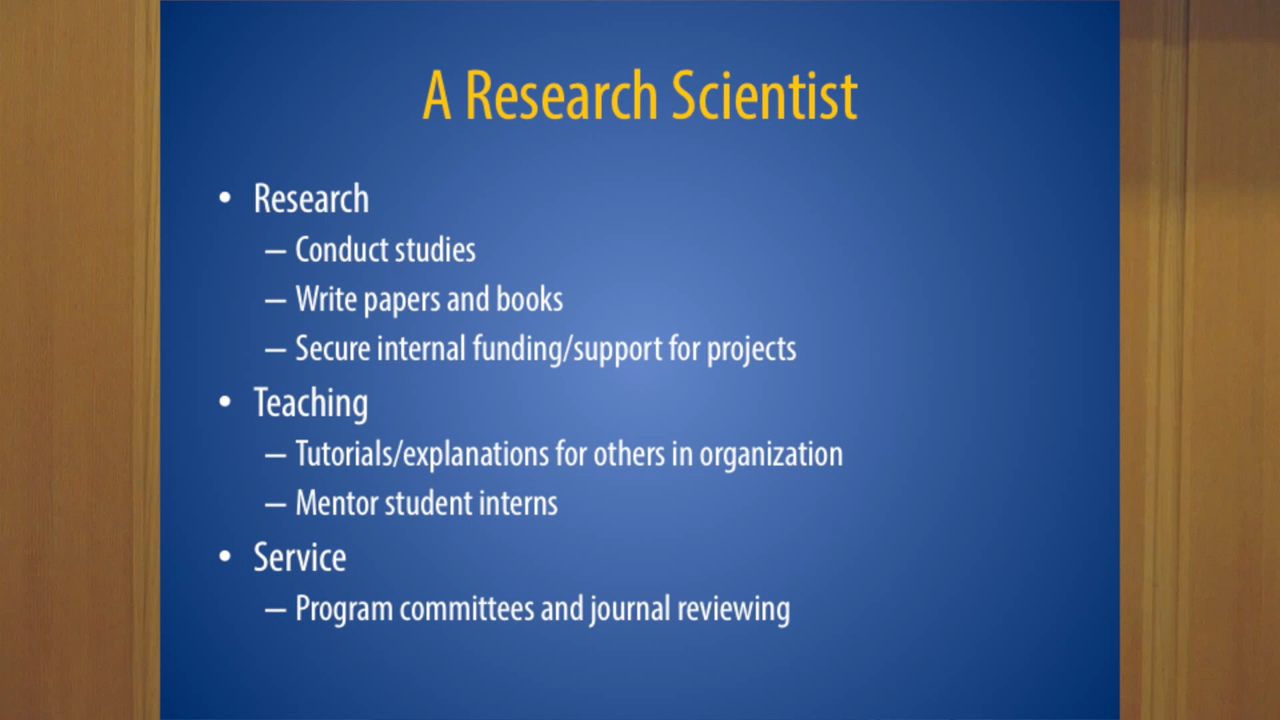 A Research Scientist
• Research
– Conduct studies
– Write papers and books
– Secure internal funding/support for projects
• Teaching
– Tutorials/explanations for others in organization
– Mentor student interns
• Service
– Program committees and journal reviewing